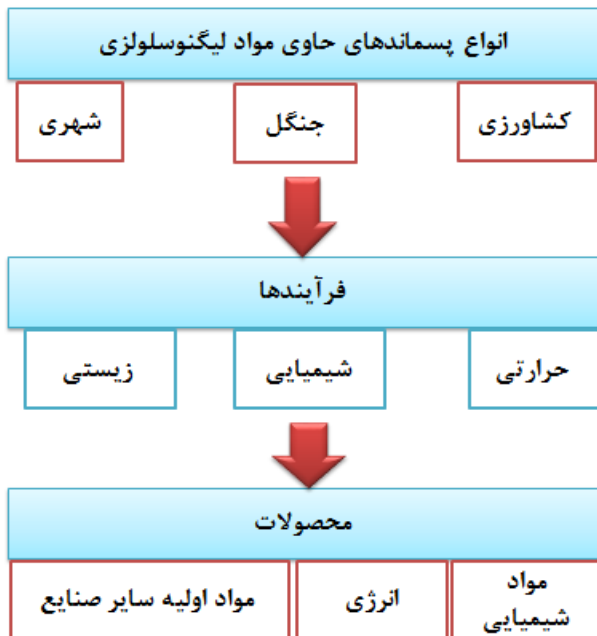 انواع پسماندهای حاوی مواد لیگنوسلولزی
کشاورزی
جنگل
شهری
فرآیندها
حرارتی
شیمیایی
زیستی
محصولات
مواد
شیمیایی
انرژی
مواد اولیه سایر صنایع